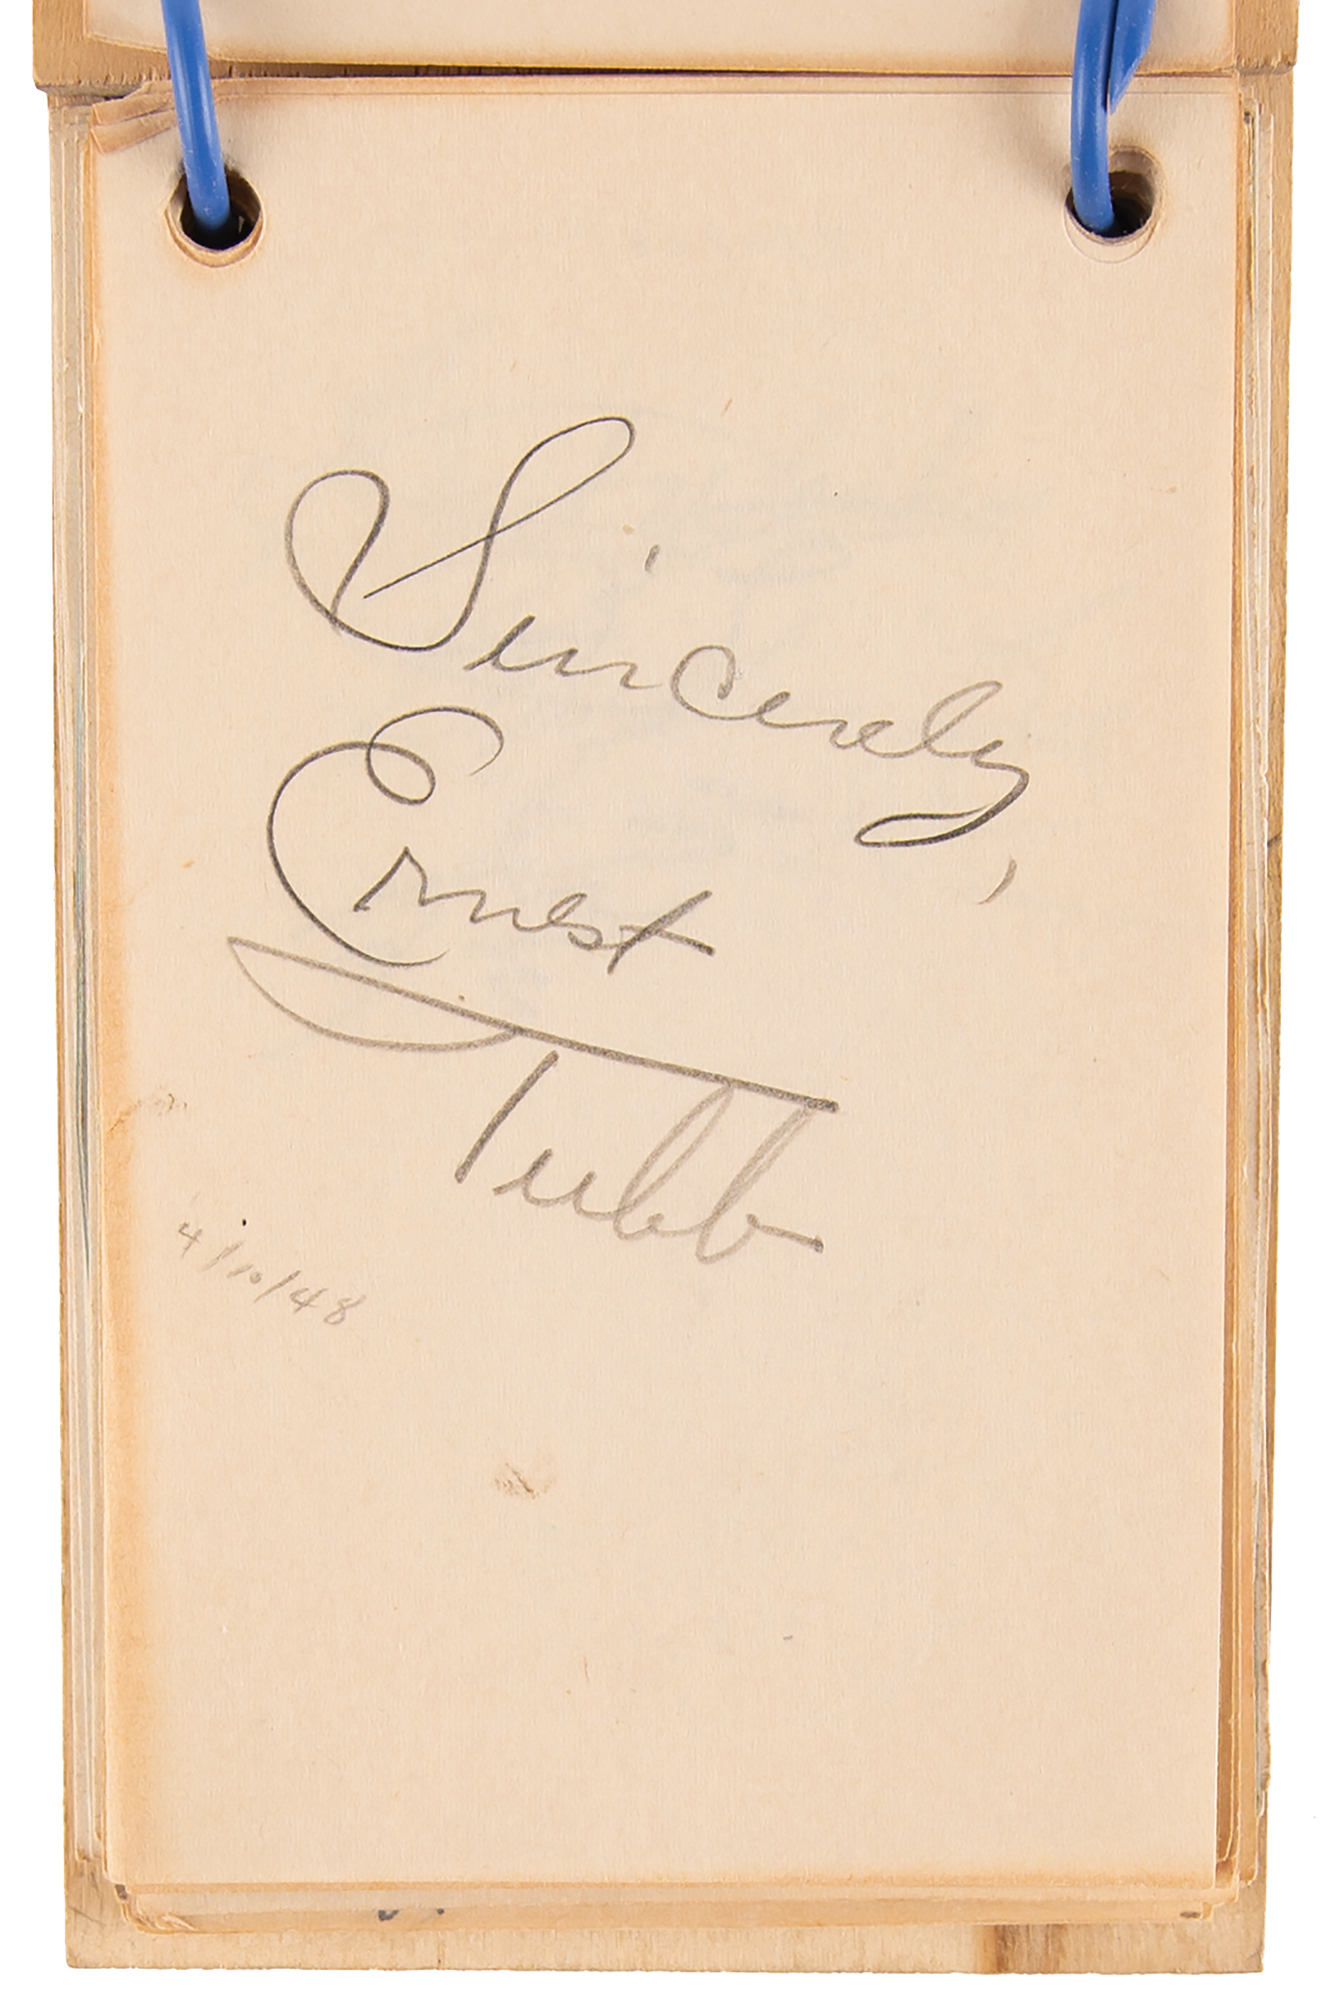 Sincerely,
Ernest
Tubb
4/10/48